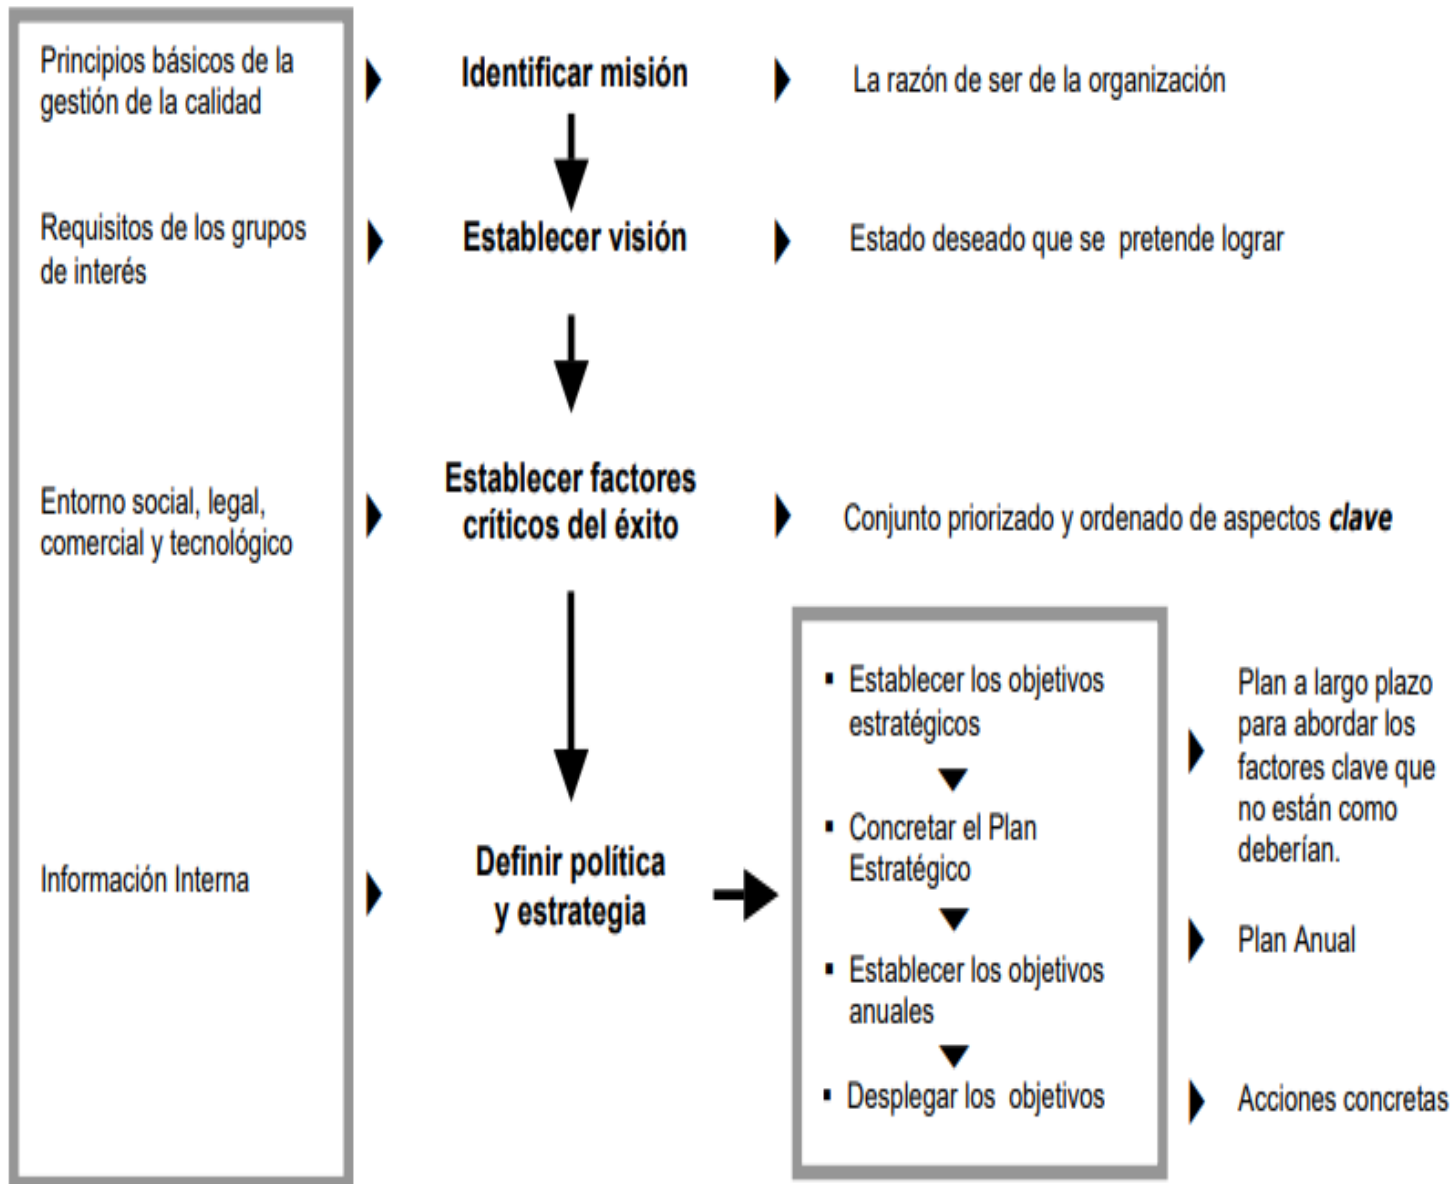 Principios básicos de la
gestión de la calidad
Identificar misión
La razón de ser de la organización
Requisitos de los grupos
de interés
Establecer visión
Estado deseado que se pretende lograr
Entorno social, legal,
comercial y tecnológico
Establecer factores
críticos del éxito
Conjunto priorizado y ordenado de aspectos clave
Información Interna
Definir política
y estrategia
▪ Establecer los objetivos
estratégicos
▪ Concretar el Plan
Estratégico
▪ Establecer los objetivos
anuales
▪ Desplegar los objetivos
Plan a largo plazo
para abordar los
factores clave que
no están como
deberían.
Plan Anual
Acciones concretas